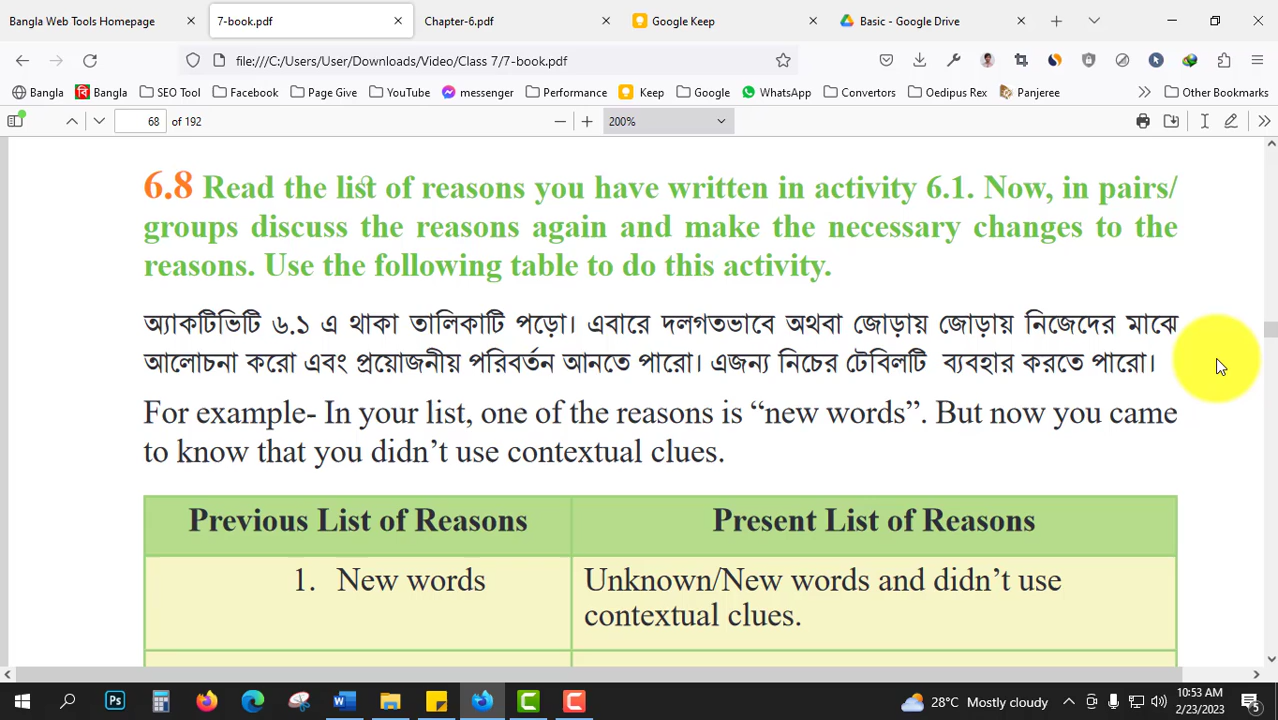 Bangla Web Tools Homepage
7-book.pdf
Chapter-6.pdf
Google Keep
Basic - Google Drive
file:///C:/Users/User/Downloads/Video/Class 7/7-book.pdf
Bangla
Bangla
SEO Tool
Facebook
Page Give
YouTube
messenger
Performance
Keep
Google
WhatsApp
Convertors
Oedipus Rex
Panjeree
Other Bookmarks
68 of 192
200%
6.8 Read the list of reasons you have written in activity 6.1. Now, in pairs/
groups discuss the reasons again and make the necessary changes to the
reasons. Use the following table to do this activity.
অ্যাকটিভিটি ৬.১ এ থাকা তালিকাটি পড়ো। এবারে দলগতভাবে অথবা জোড়ায় জোড়ায় নিজেদের মাঝে
আলোচনা করো এবং প্রয়োজনীয় পরিবর্তন আনতে পারো। এজন্য নিচের টেবিলটি ব্যবহার করতে পারো।
For example- In your list, one of the reasons is “new words”. But now you came
to know that you didn’t use contextual clues.
Previous List of Reasons
Present List of Reasons
1. New words
Unknown/New words and didn’t use
contextual clues.
28°C Mostly cloudy
10:53 AM
2/23/2023
5